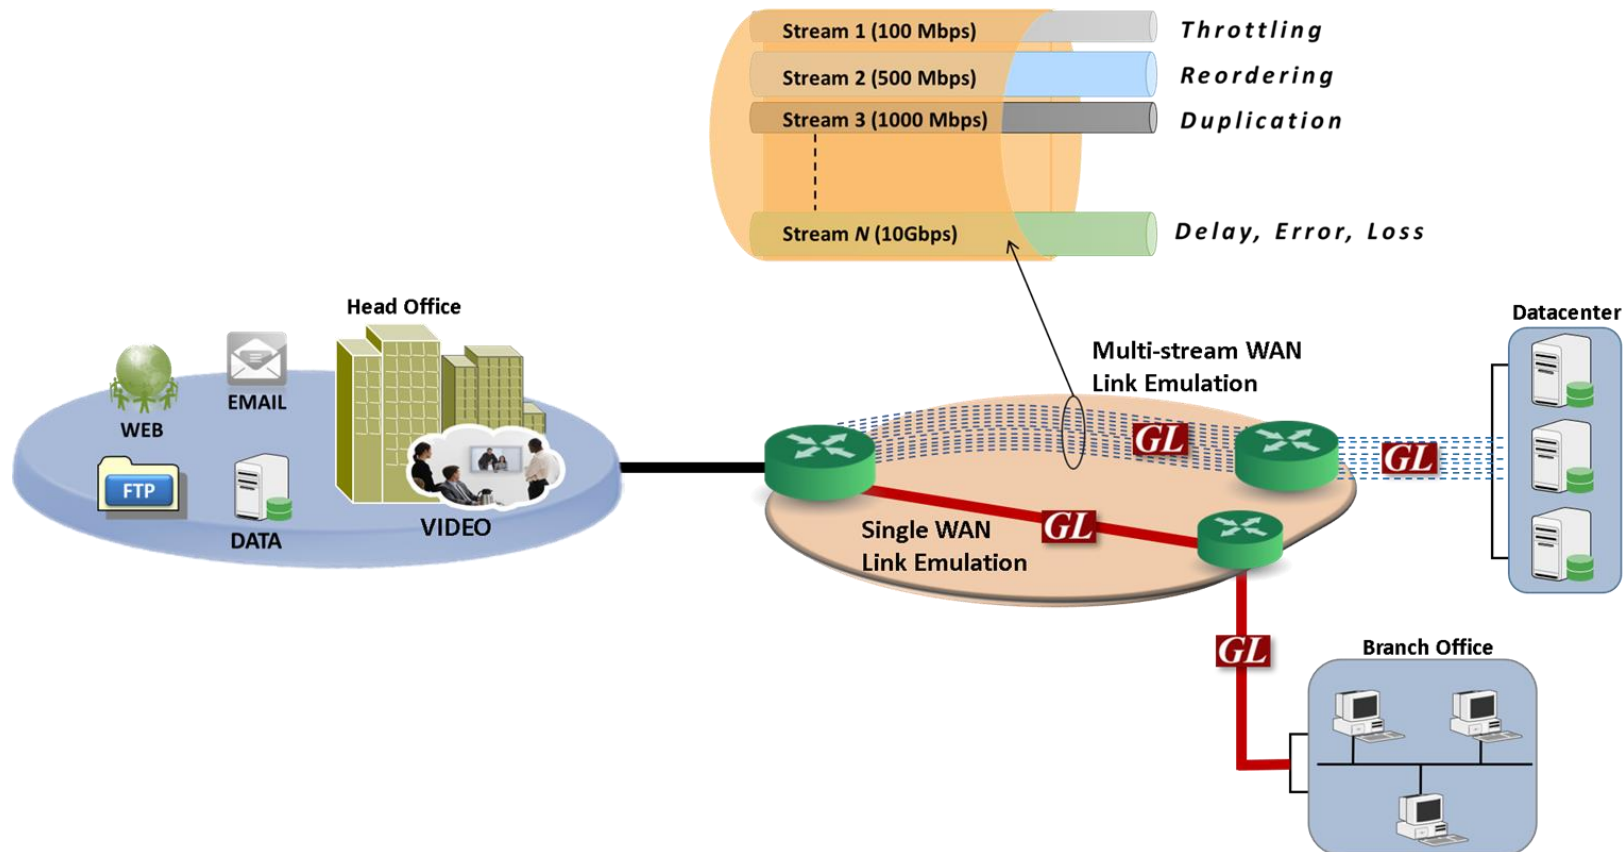 Stream 1 (100 Mbps)
Throttling
Stream 2 (500 Mbps)
Reordering
Stream 3 (1000 Mbps)
Duplication
Stream N (10Gbps)
Delay, Error, Loss
Head Office
WEB
EMAIL
FTP
DATA
VIDEO
Multi-stream WAN
Link Emulation
GL
GL
Single WAN
Link Emulation
GL
GL
Datacenter
Branch Office